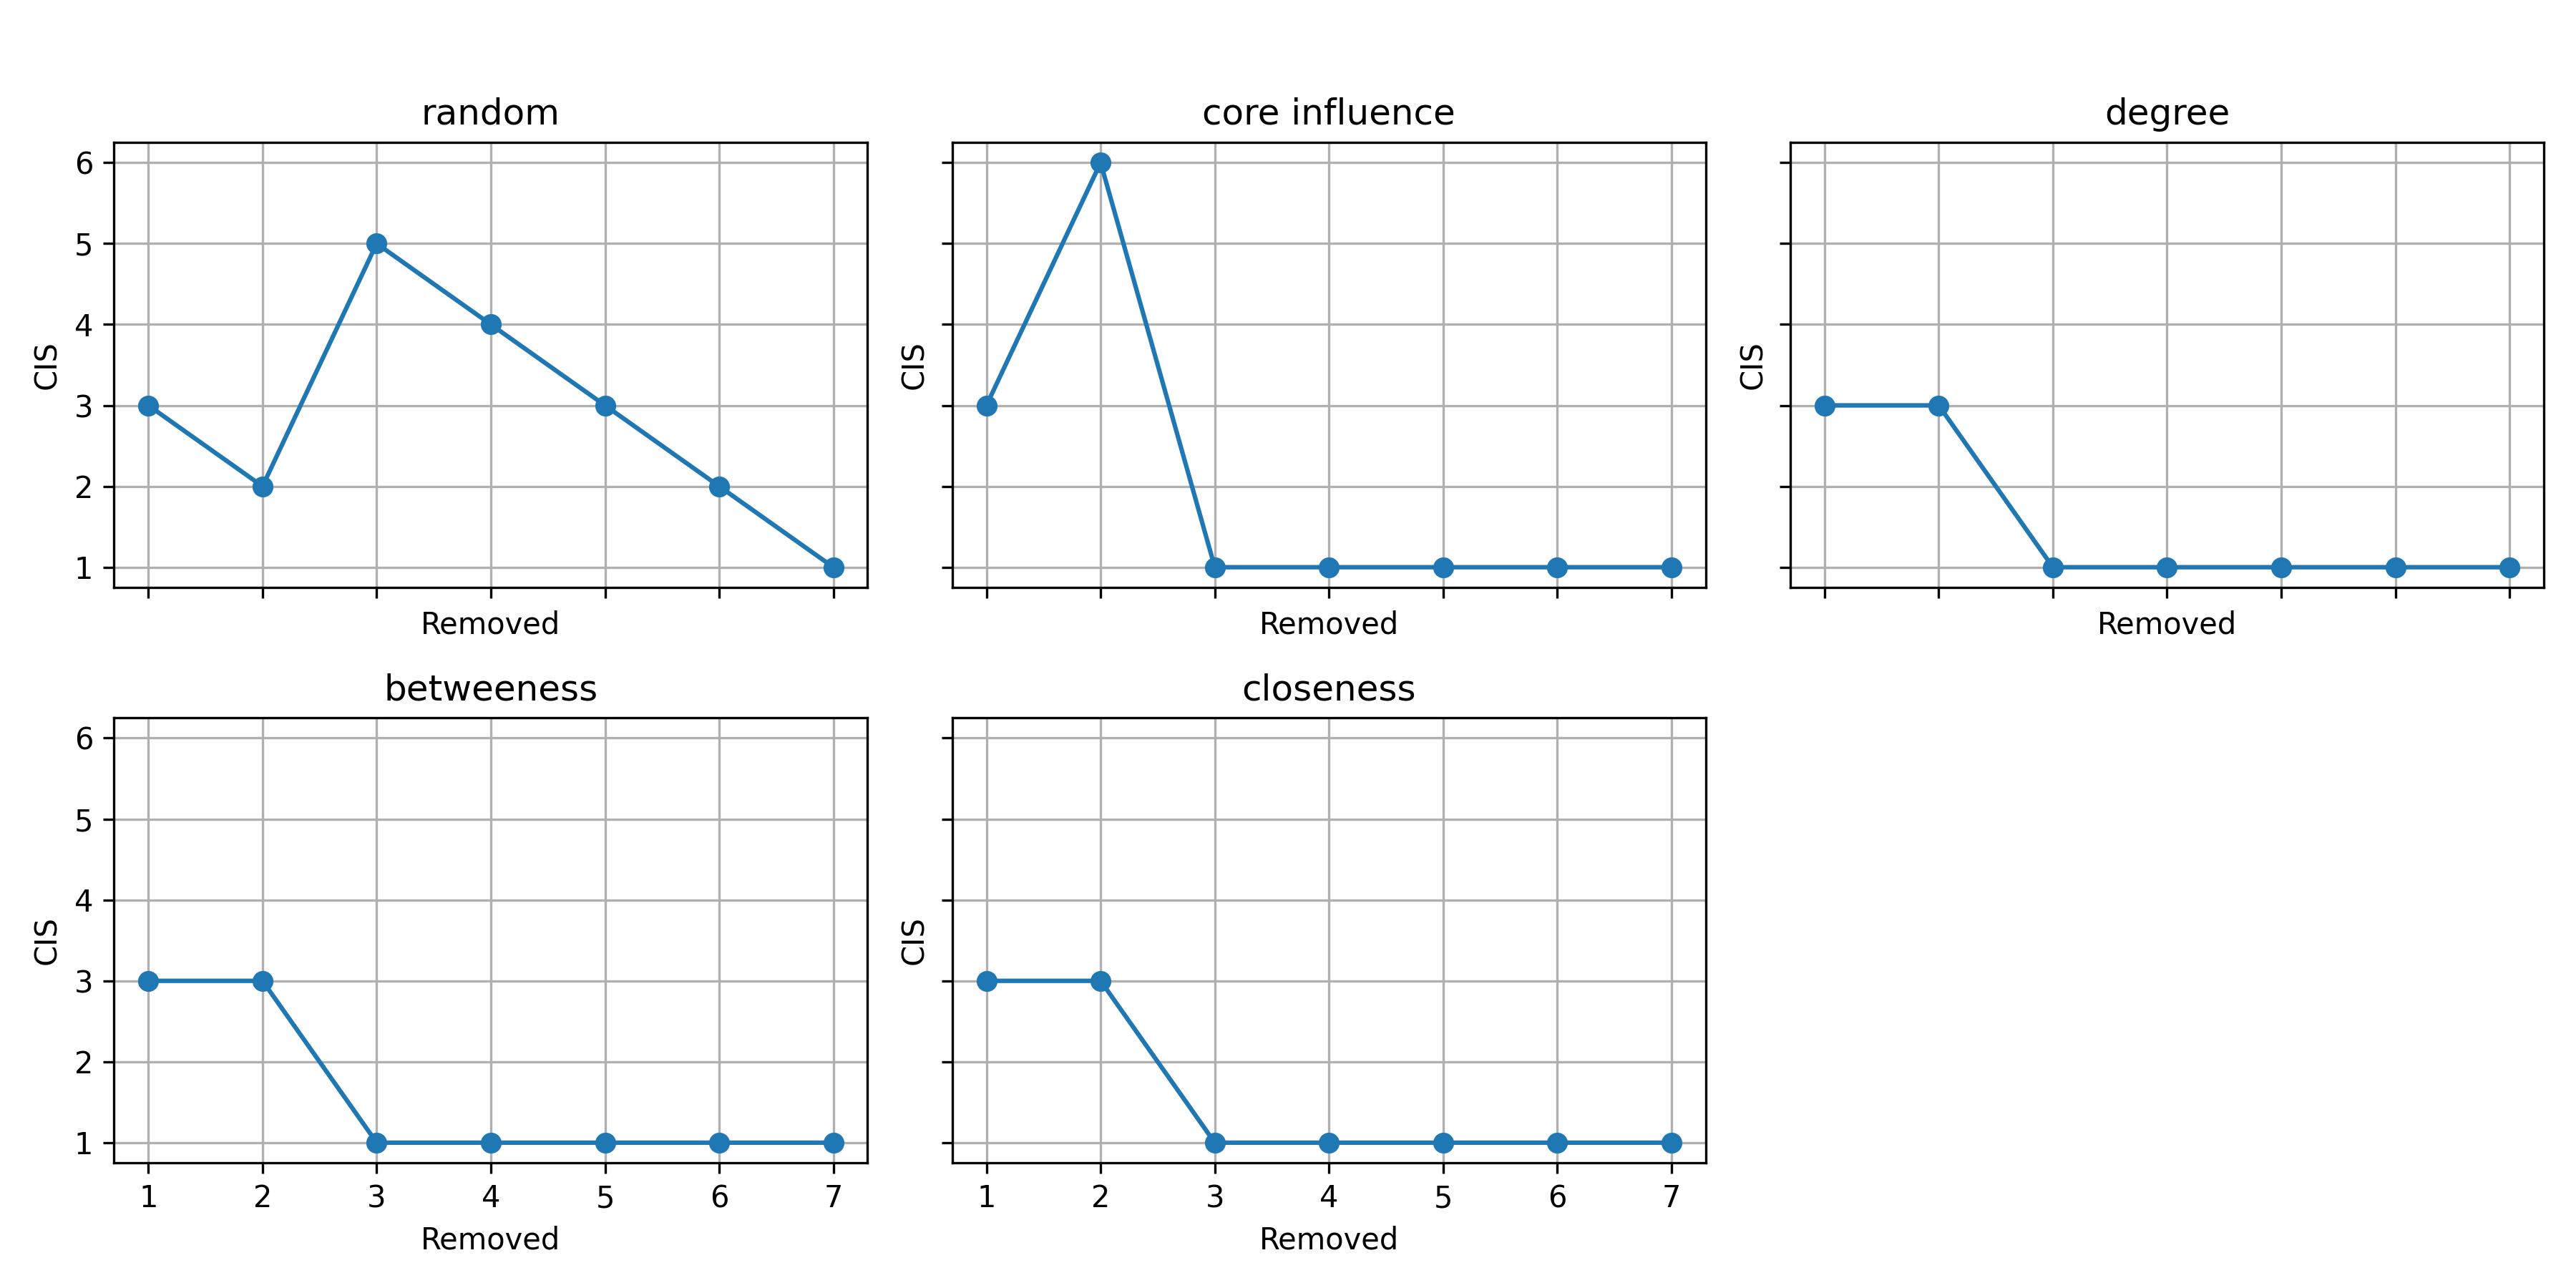 random
core influence
degree
6
5
4
3
2
1
CIS
CIS
CIS
Removed
Removed
Removed
betweeness
closeness
6
5
4
3
2
1
CIS
CIS
1 2 3 4 5 6 7
1 2 3 4 5 6 7
Removed
Removed